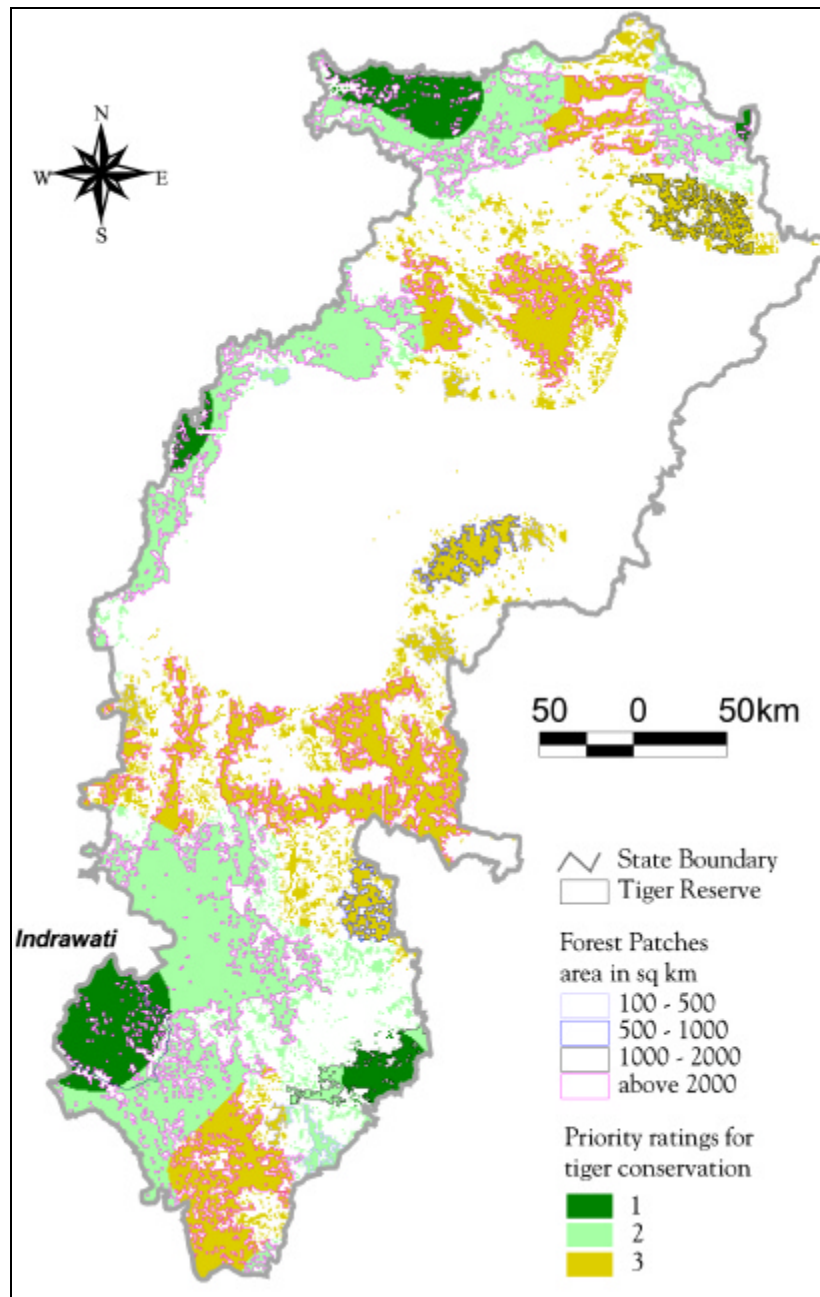 N
W E
S
50 0 50km
State Boundary
Tiger Reserve
Indrawati
Forest Patches
area in sq km
100 - 500
500 - 1000
1000 - 2000
above 2000
Priority ratings for
tiger conservation
1
2
3